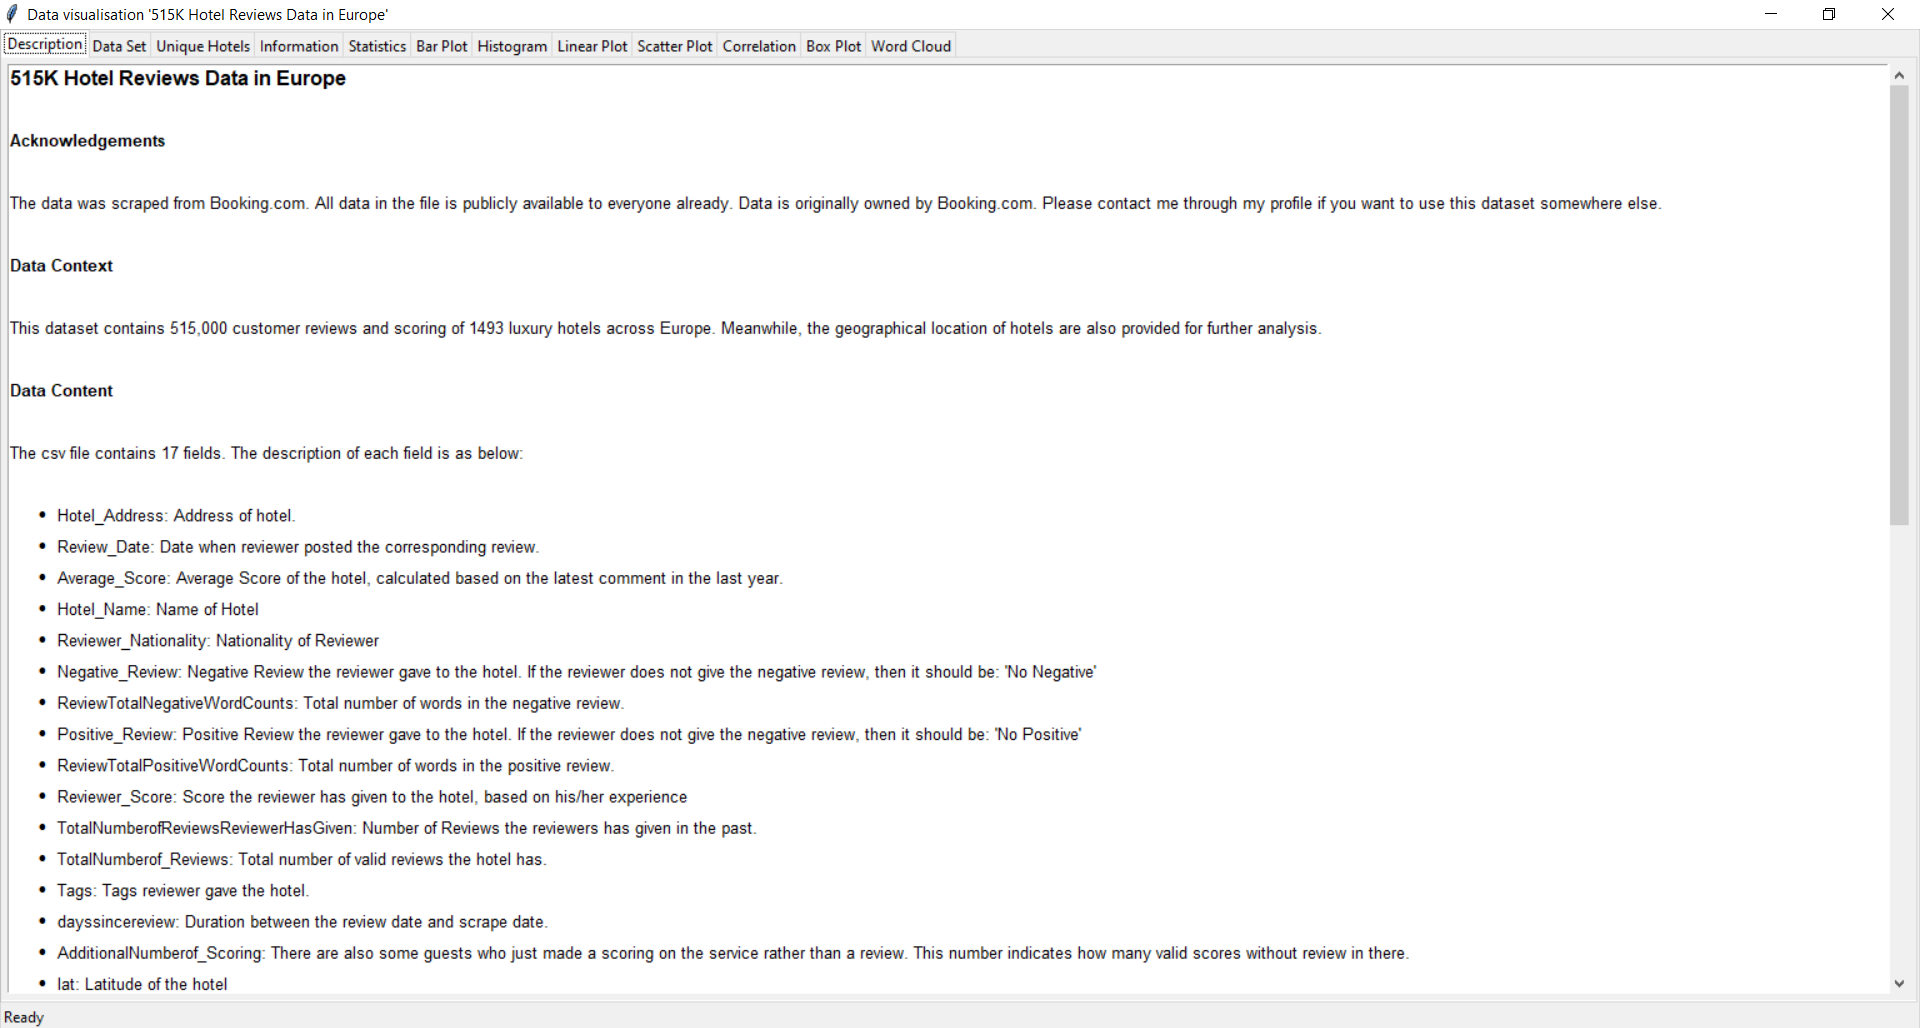 Data visualisation '515K Hotel Reviews Data in Europe'
Description Data Set Unique Hotels Information Statistics Bar Plot Histogram Linear Plot Scatter Plot Correlation Box Plot Word Cloud
515K Hotel Reviews Data in Europe
Acknowledgements
The data was scraped from Booking.com. All data in the file is publicly available to everyone already. Data is originally owned by Booking.com. Please contact me through my profile if you want to use this dataset somewhere else.
Data Context
This dataset contains 515,000 customer reviews and scoring of 1493 luxury hotels across Europe. Meanwhile, the geographical location of hotels are also provided for further analysis.
Data Content
The csv file contains 17 fields. The description of each field is as below:
• Hotel_Address: Address of hotel.
• Review_Date: Date when reviewer posted the corresponding review.
• Average_Score: Average Score of the hotel, calculated based on the latest comment in the last year.
• Hotel_Name: Name of Hotel
• Reviewer_Nationality: Nationality of Reviewer
• Negative_Review: Negative Review the reviewer gave to the hotel. If the reviewer does not give the negative review, then it should be: 'No Negative'
• ReviewTotalNegativeWordCounts: Total number of words in the negative review.
• Positive_Review: Positive Review the reviewer gave to the hotel. If the reviewer does not give the negative review, then it should be: 'No Positive'
• ReviewTotalPositiveWordCounts: Total number of words in the positive review.
• Reviewer_Score: Score the reviewer has given to the hotel, based on his/her experience
• TotalNumberofReviewsReviewerHasGiven: Number of Reviews the reviewers has given in the past.
• TotalNumberof_Reviews: Total number of valid reviews the hotel has.
• Tags: Tags reviewer gave the hotel.
• dayssincereview: Duration between the review date and scrape date.
• AdditionalNumberof_Scoring: There are also some guests who just made a scoring on the service rather than a review. This number indicates how many valid scores without review in there.
• lat: Latitude of the hotel
Ready